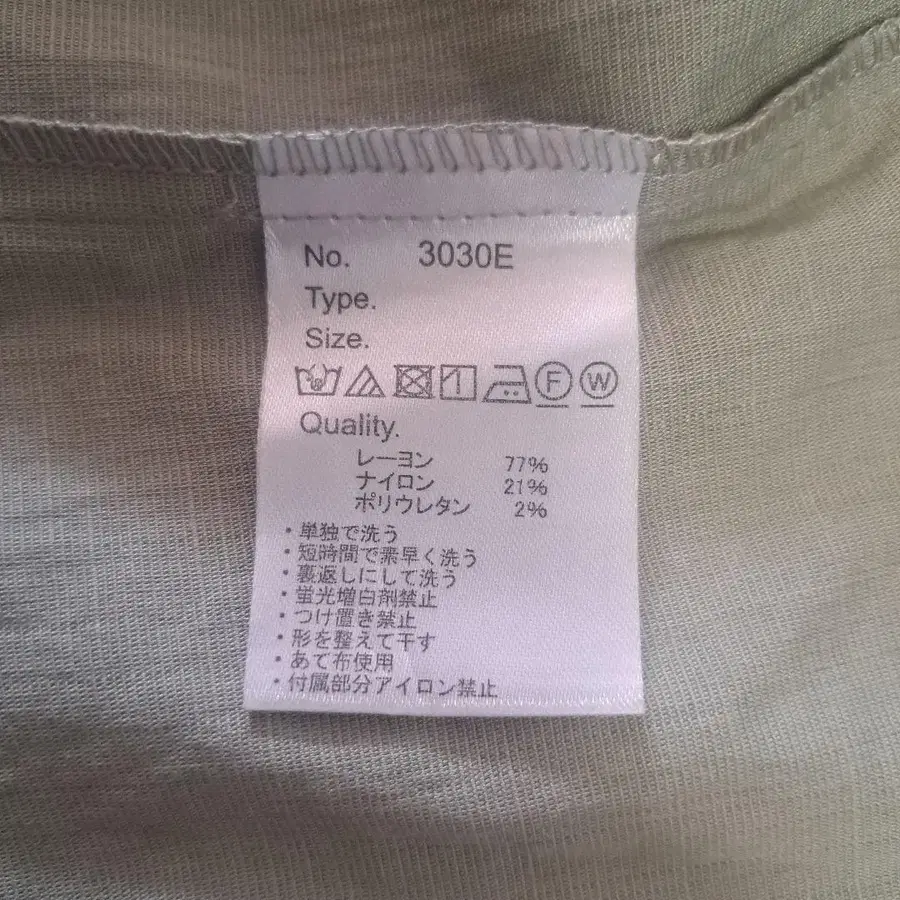 No. 3030E
Type.
Size.
F W
Quality.
レーヨン 77%
ナイロン 21%
ポリウレタン 2%
・単独で洗う
・短時間で素早く洗う
・裏返しにして洗う
・蛍光増白剤禁止
・つけ置き禁止
・形を整えて干す
・あて布使用
・付属部分アイロン禁止